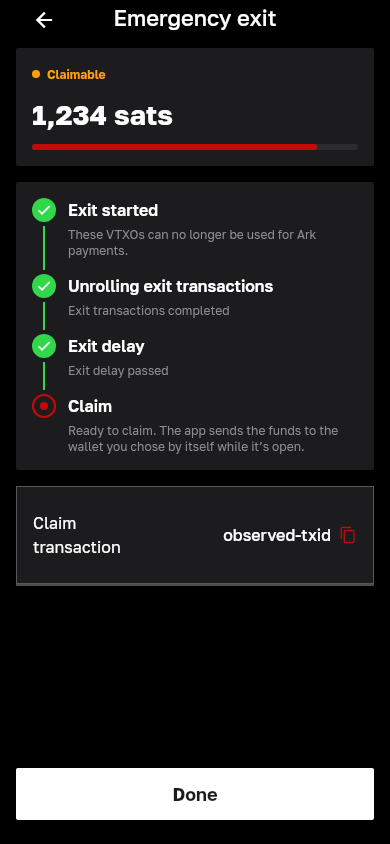 Emergency exit
Claimable
1,234 sats
Exit started
These VTXOs can no longer be used for Ark
payments.
Unrolling exit transactions
Exit transactions completed
Exit delay
Exit delay passed
Claim
Ready to claim. The app sends the funds to the
wallet you chose by itself while it’s open.
Claim
transaction
observed-txid
Done